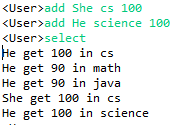 <User>add She cs 100
<User>add He science 100
<User>select
He get 100 in cs
He get 90 in math
He get 90 in java
She get 100 in cs
He get 100 in science